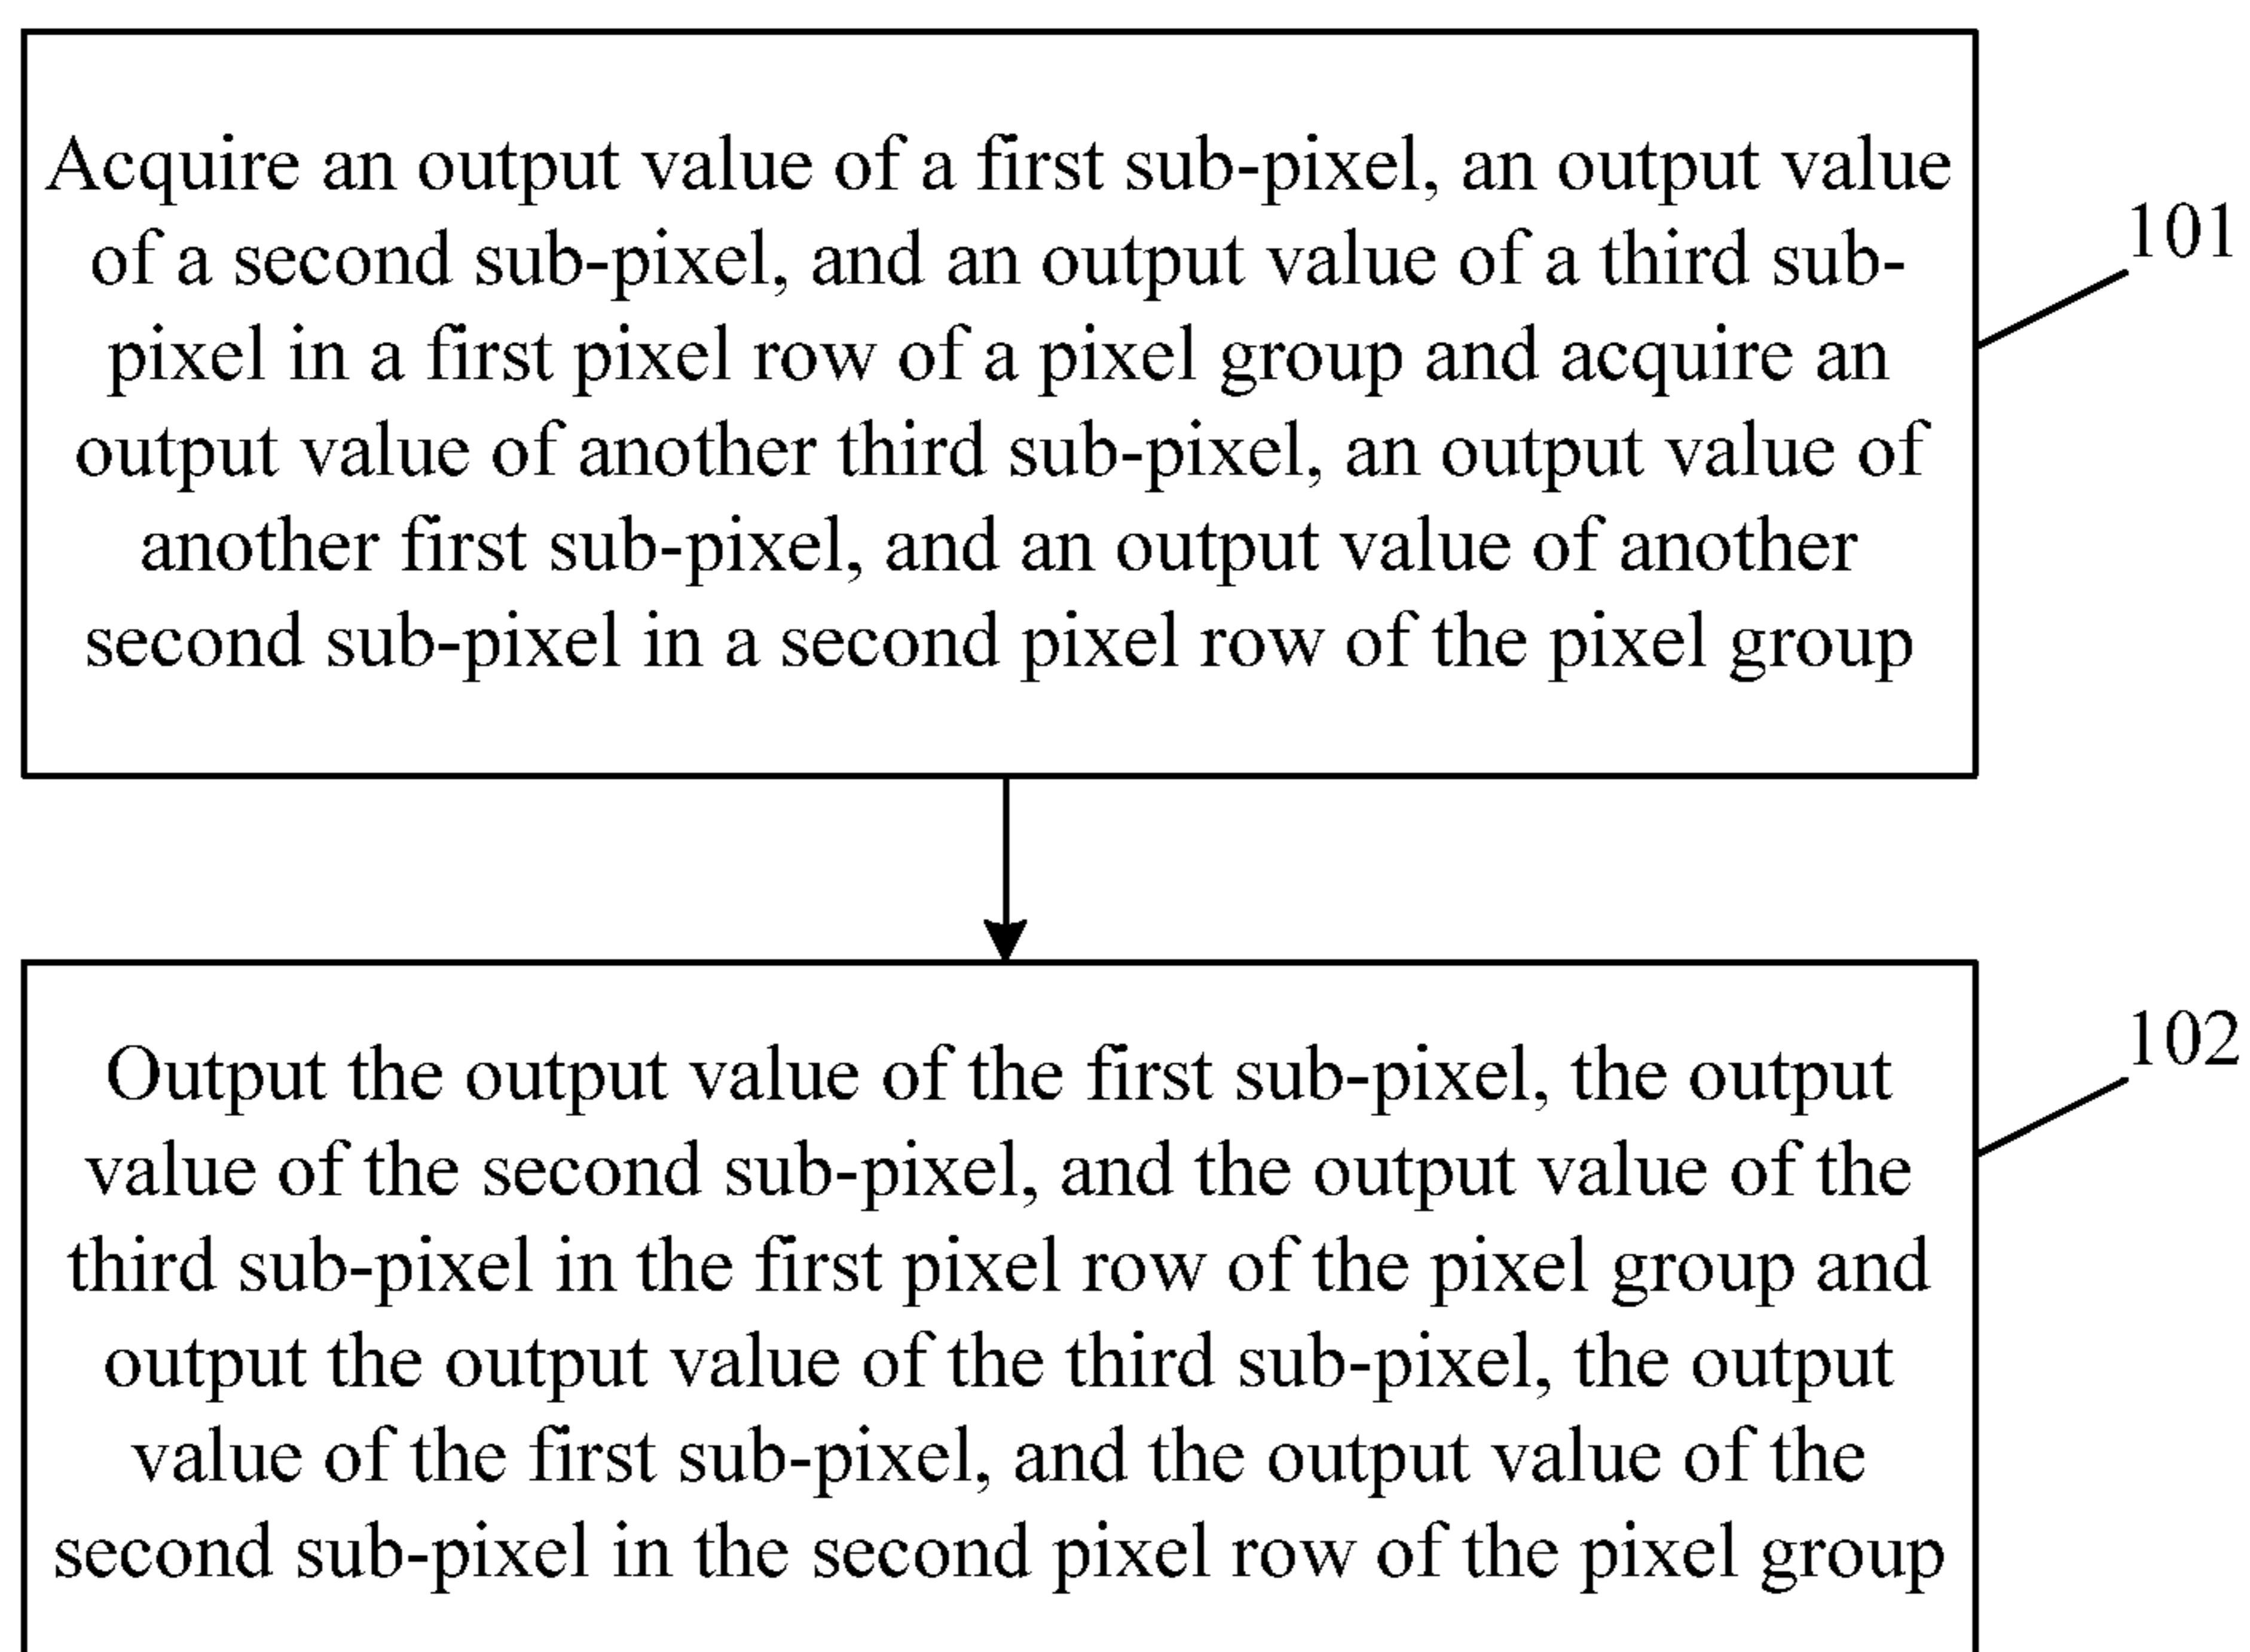 Acquire an output value of a first sub-pixel, an output value
of a second sub-pixel, and an output value of a third sub-
pixel in a first pixel row of a pixel group and acquire an
output value of another third sub-pixel, an output value of
another first sub-pixel, and an output value of another
second sub-pixel in a second pixel row of the pixel group
101
Output the output value of the first sub-pixel, the output
value of the second sub-pixel, and the output value of the
third sub-pixel in the first pixel row of the pixel group and
output the output value of the third sub-pixel, the output
value of the first sub-pixel, and the output value of the
second sub-pixel in the second pixel row of the pixel group
102